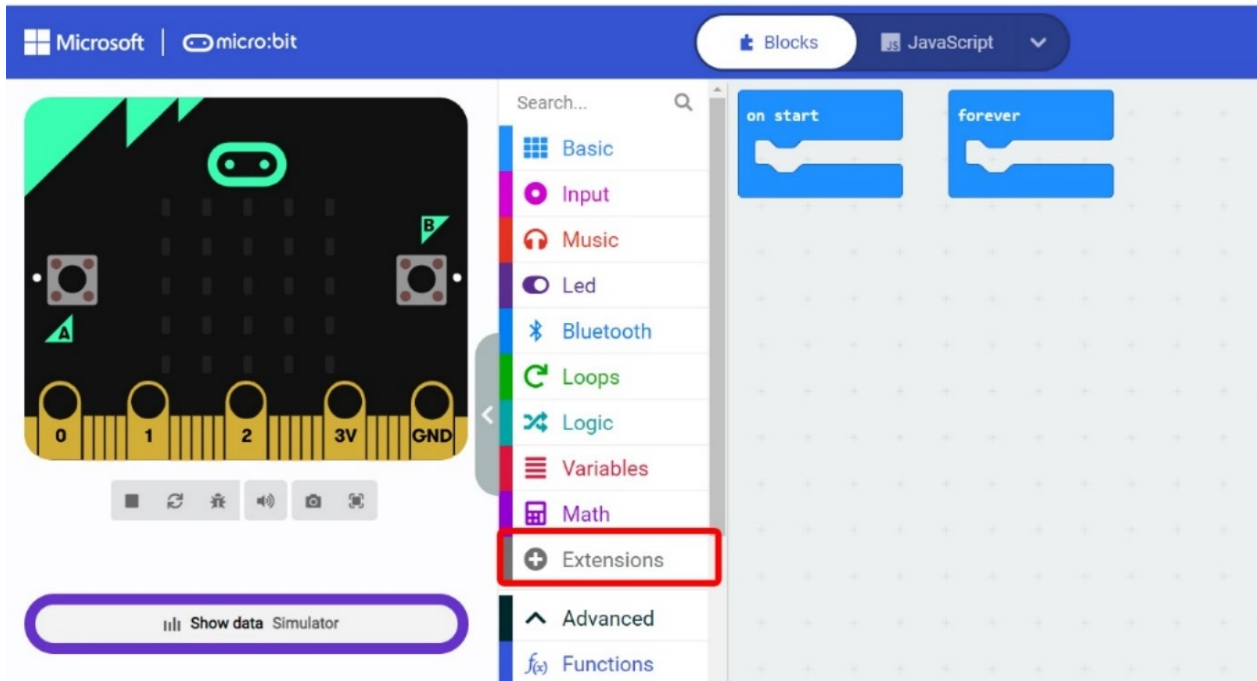 Microsoft micro:bit
Blocks
JS JavaScript
Search...
Basic
Input
Music
Led
Bluetooth
Loops
Logic
Variables
Math
Extensions
Advanced
f(x) Functions
on start
forever
B
A
0 1 2 3V GND
Show data Simulator